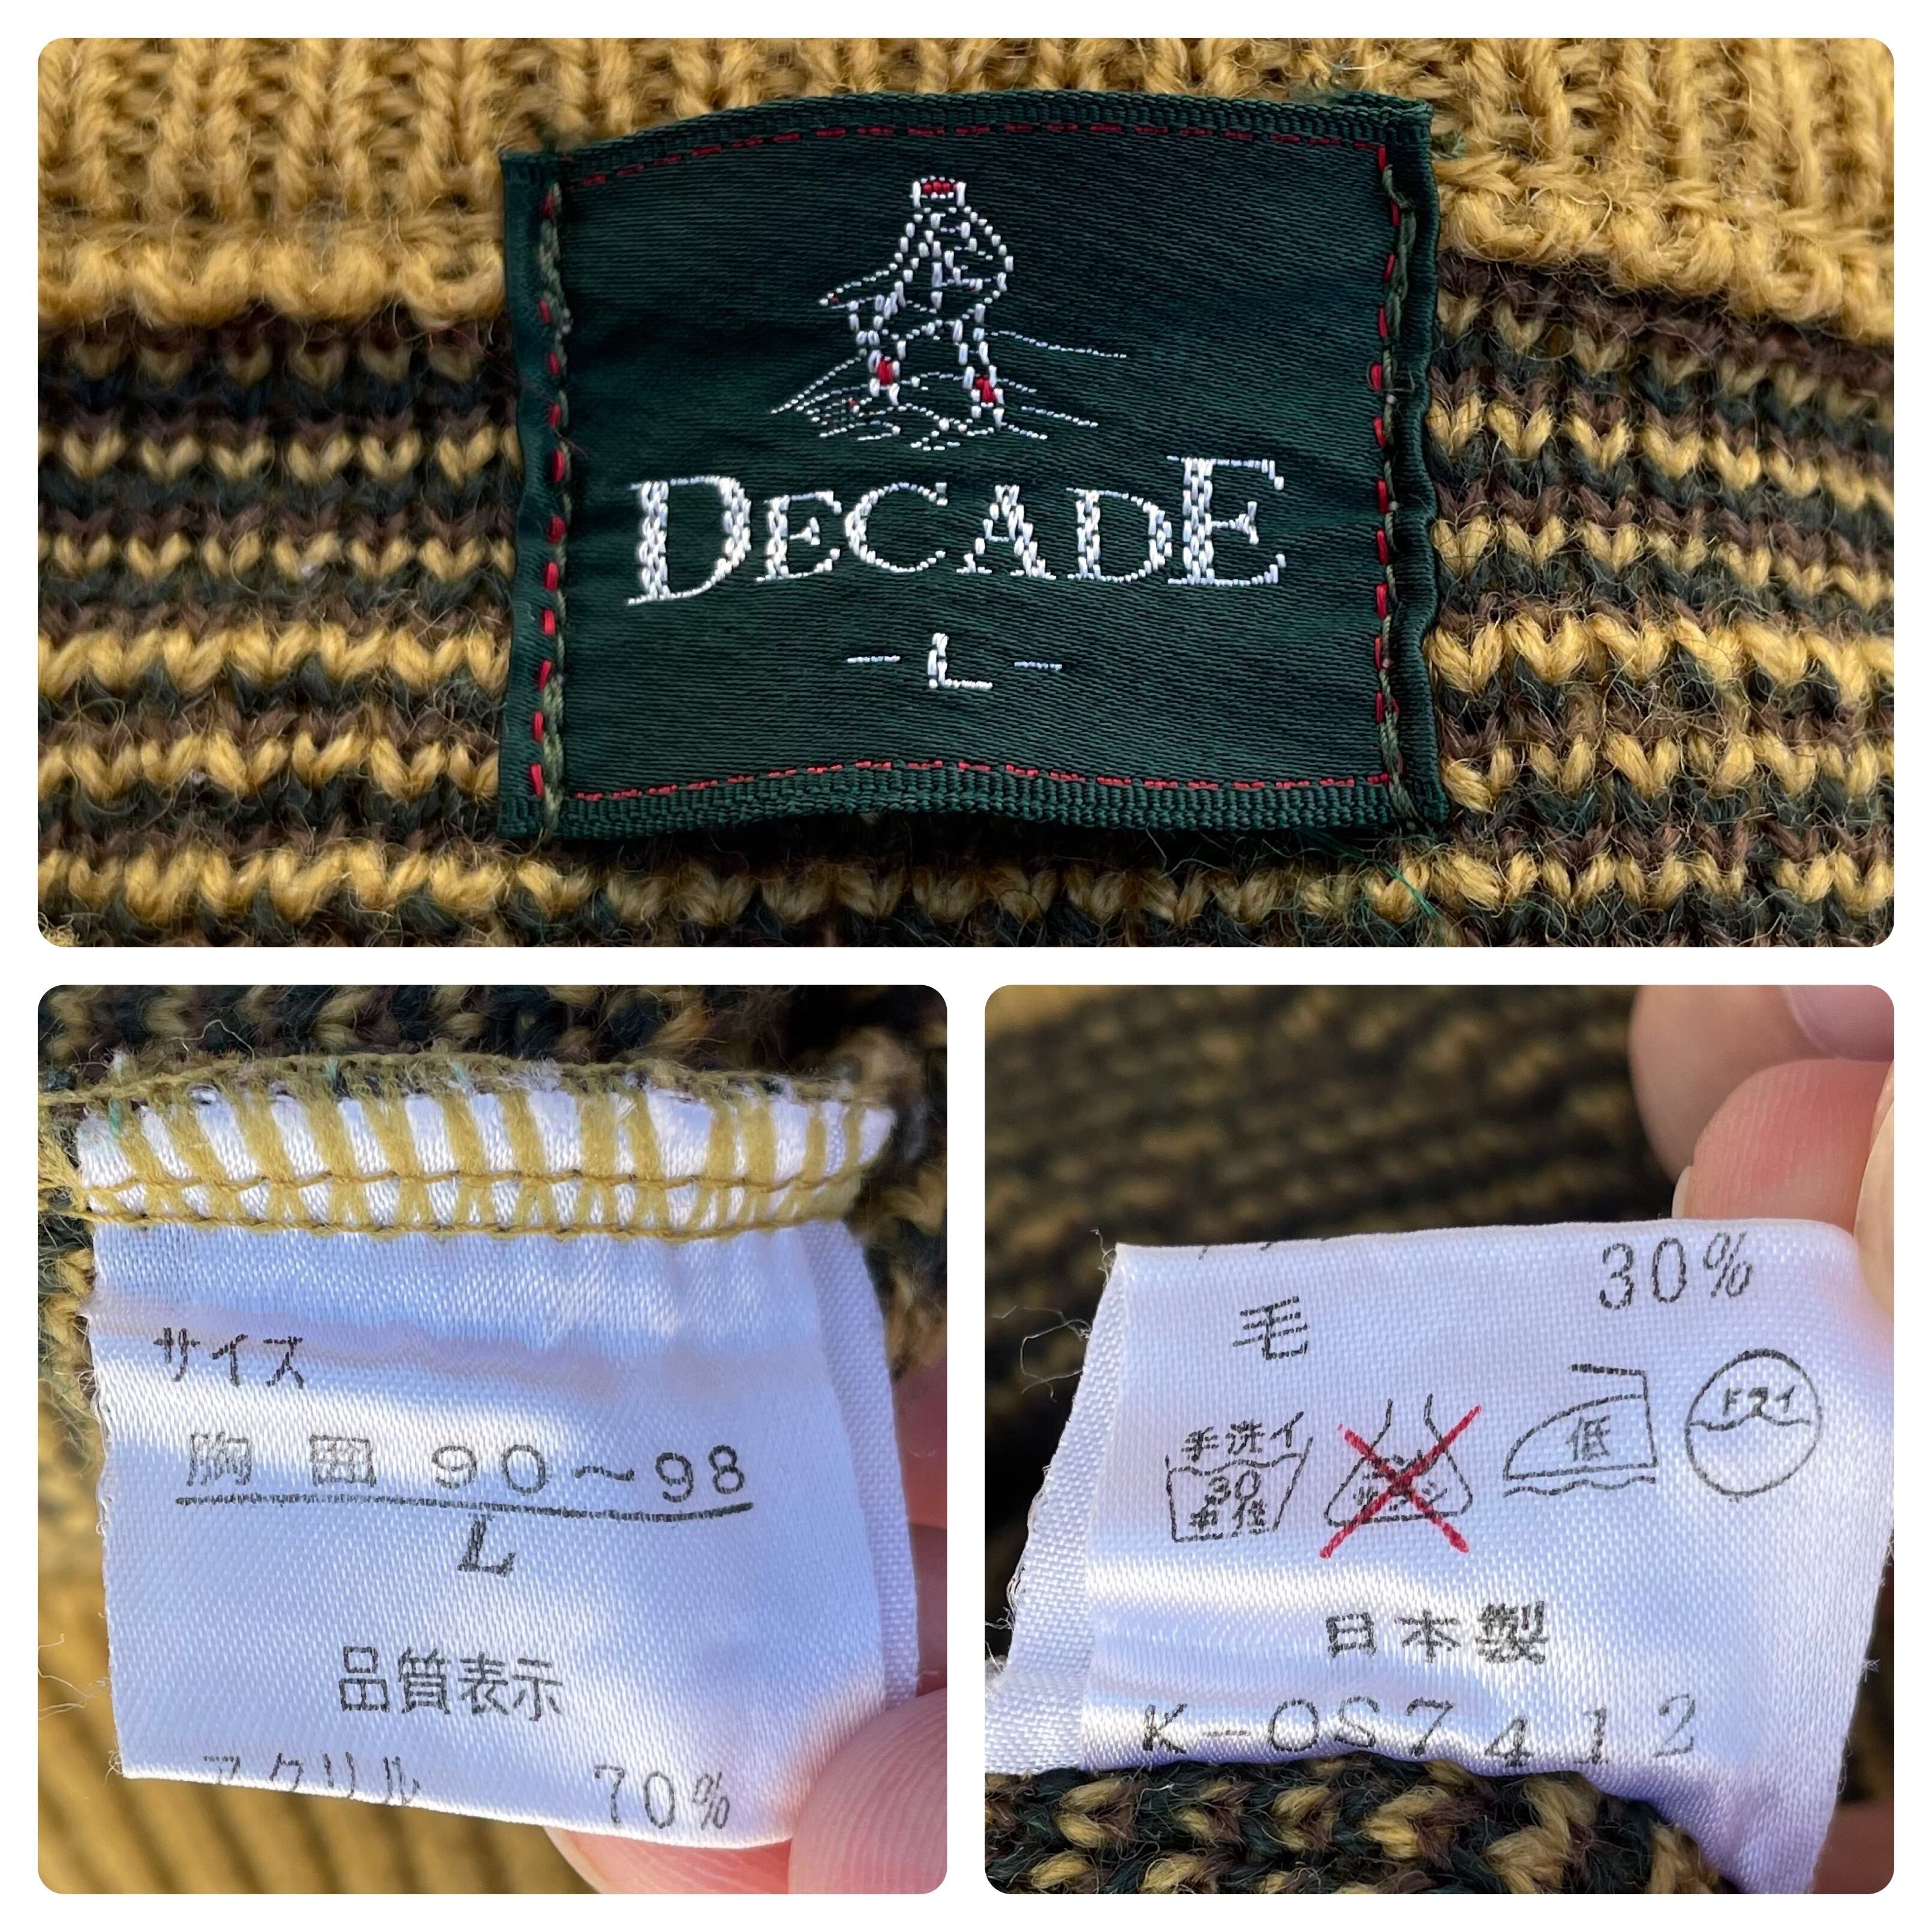 DECADE
- L -
サイズ
胸囲 90~98
L
品質表示
アクリル 70%
30%
毛
手洗イ
30
中性
低
ドライ
日本製
K-OS7412